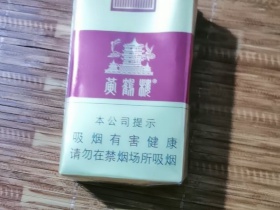 黄鹤楼
本公司提示
吸烟有害健康
请勿在禁烟场所吸烟